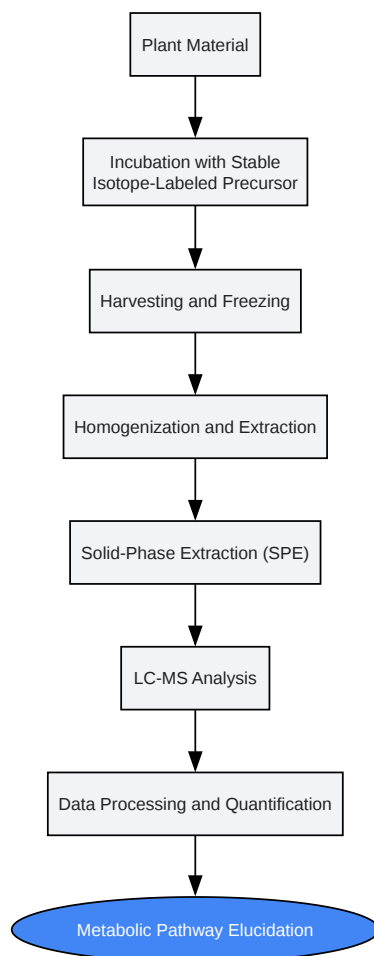 Plant Material
Incubation with Stable
Isotope-Labeled Precursor
Harvesting and Freezing
Homogenization and Extraction
Solid-Phase Extraction (SPE)
LC-MS Analysis
Data Processing and Quantification
Metabolic Pathway Elucidation